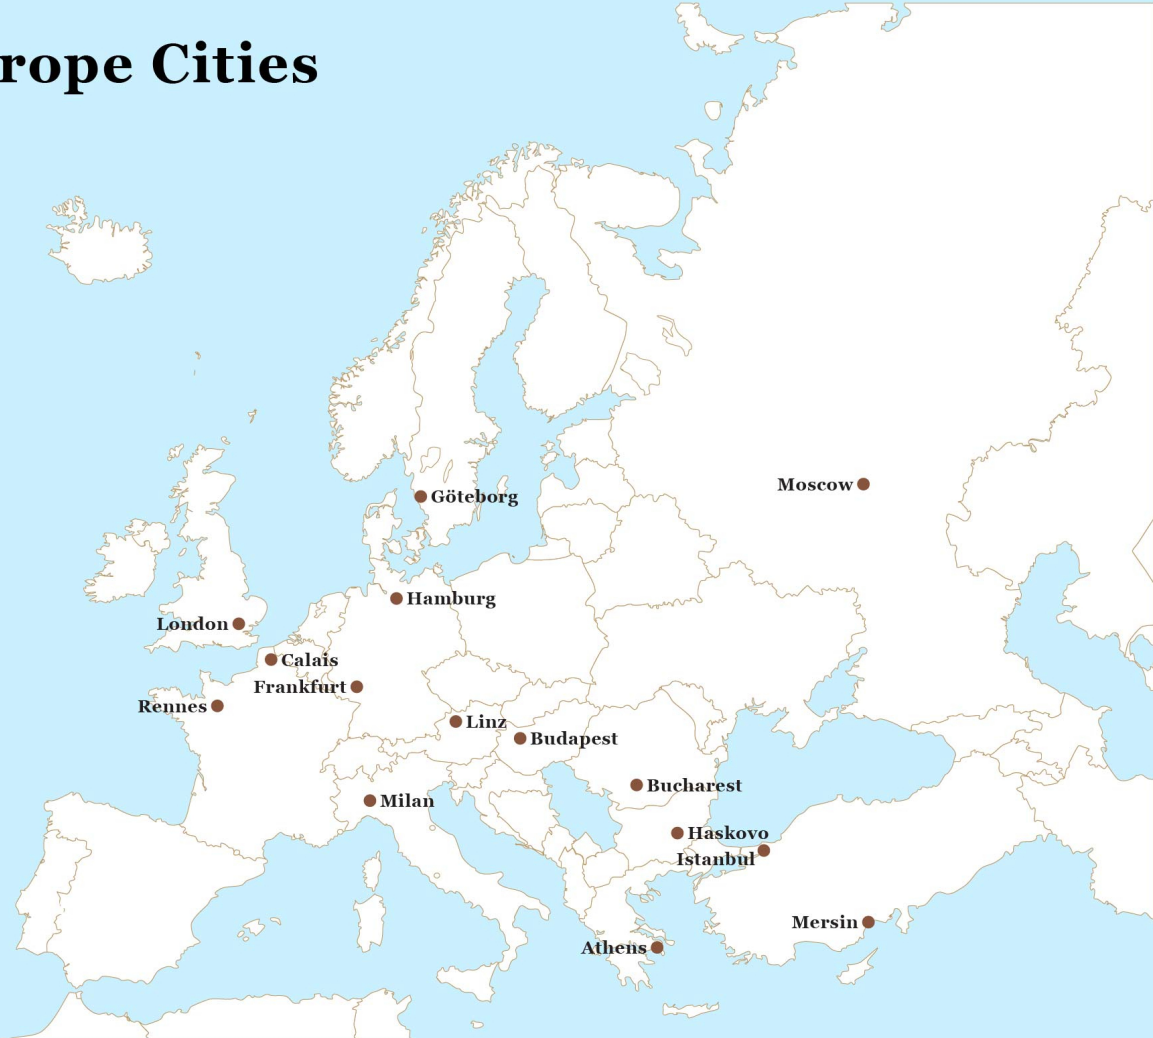 rope Cities
Moscow
Göteborg
Hamburg
London
Calais
Frankfurt
Rennes
Linz
Budapest
Bucharest
Milan
Haskovo
Istanbul
Mersin
Athens